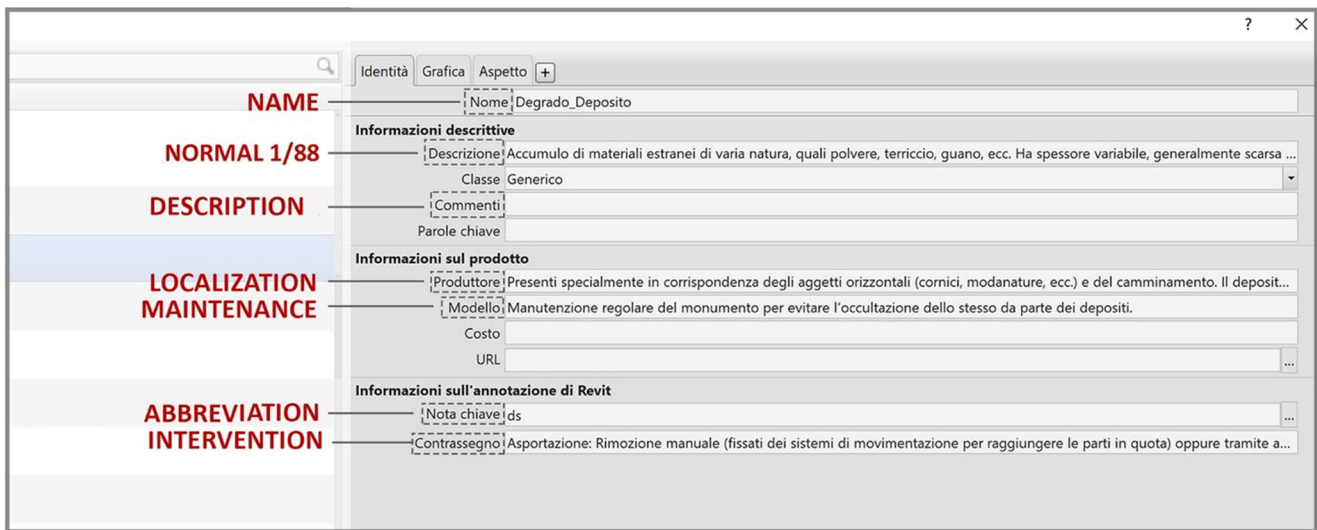 ? ×
Identità Grafica Aspetto +
NAME Nome Degrado_Deposito
Informazioni descrittive
NORMAL 1/88 Descrizione Accumulo di materiali estranei di varia natura, quali polvere, terriccio, guano, ecc. Ha spessore variabile, generalmente scarsa ...
Classe Generico
DESCRIPTION Commenti
Parole chiave
Informazioni sul prodotto
LOCALIZATION Produttore Presenti specialmente in corrispondenza degli aggetti orizzontali (cornici, modanature, ecc.) e del camminamento. Il deposit...
MAINTENANCE Modello Manutenzione regolare del monumento per evitare l'occultazione dello stesso da parte dei depositi.
Costo
URL ...
Informazioni sull'annotazione di Revit
ABBREVIATION Nota chiave ds ...
INTERVENTION Contrassegno Asportazione: Rimozione manuale (fissati dei sistemi di movimentazione per raggiungere le parti in quota) oppure tramite a...